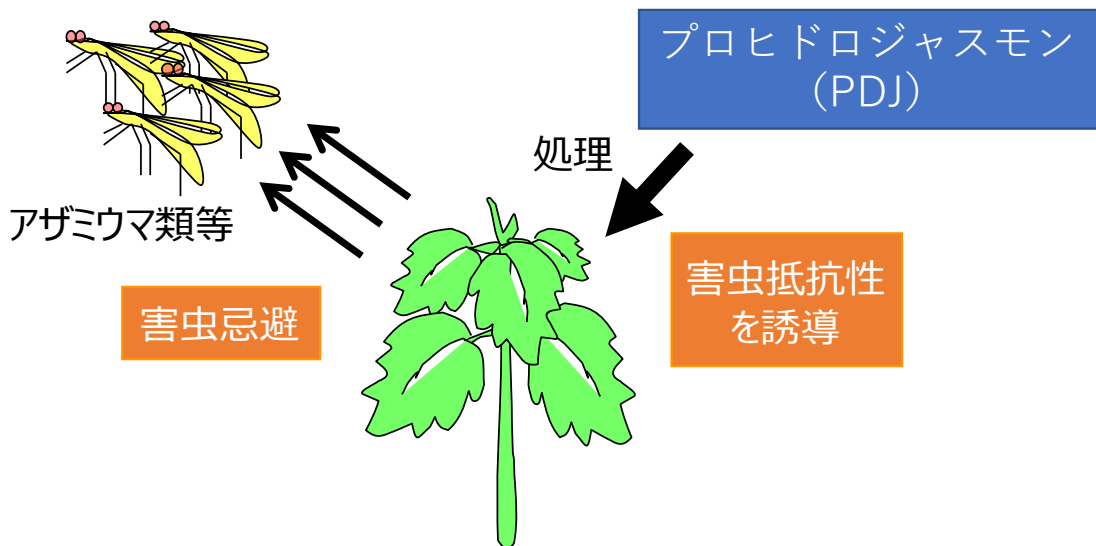 プロヒドロジャスモン
（PDJ）
処理
アザミウマ類等
害虫抵抗性
を誘導
害虫忌避